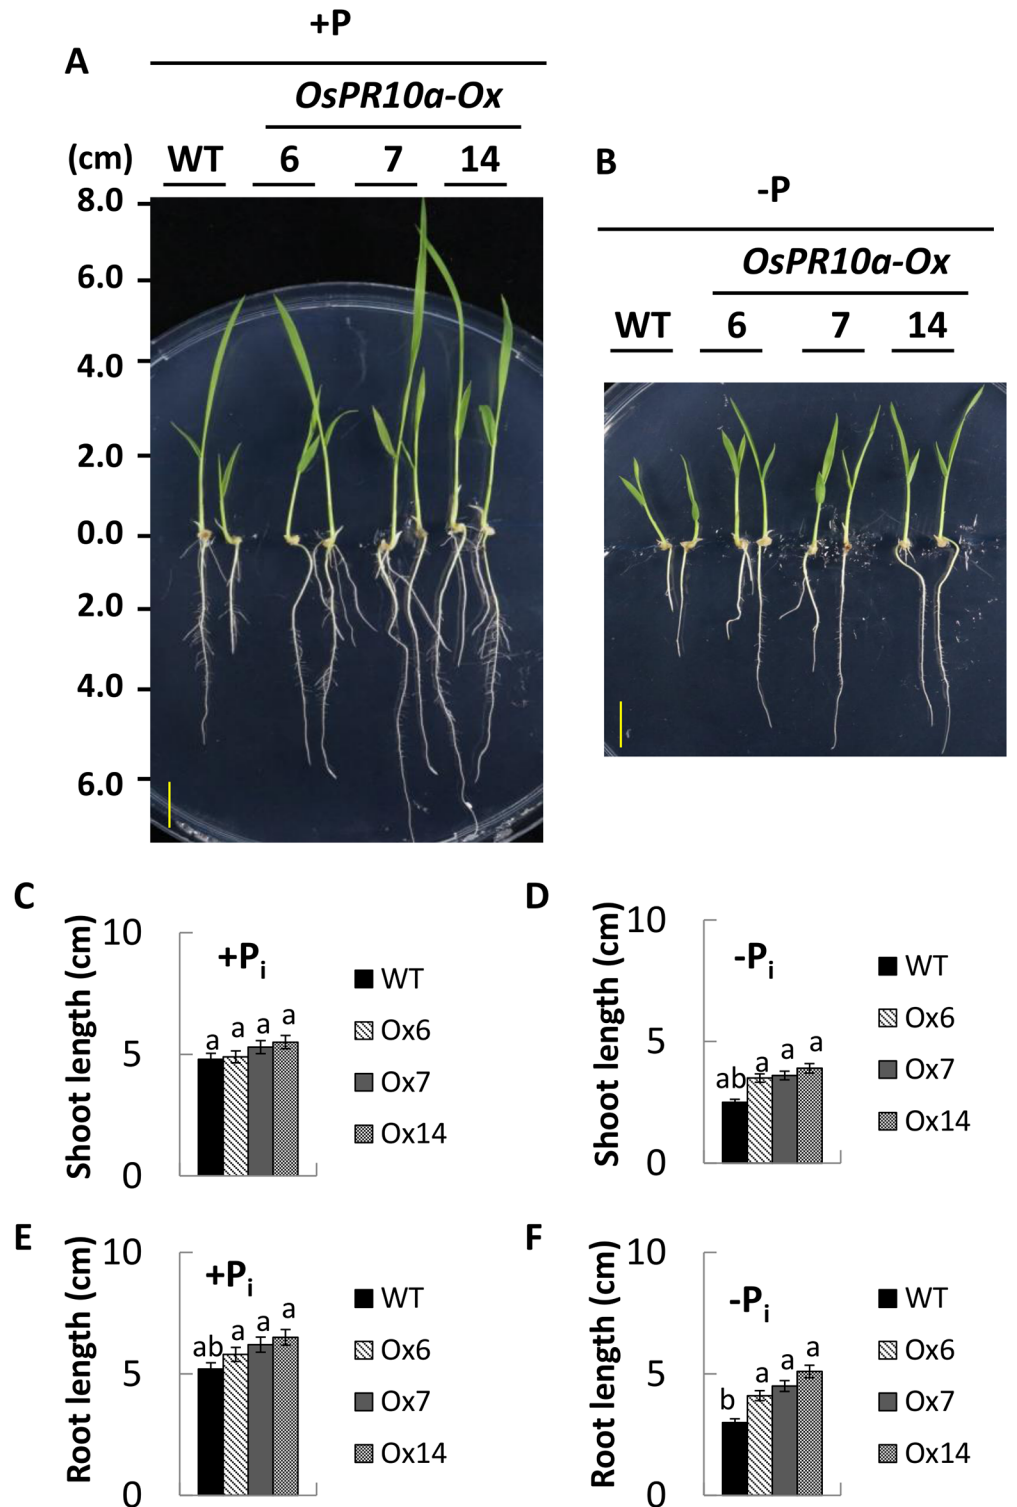 A
+P
OsPR10a-Ox
(cm) WT 6 7 14
8.0
6.0
4.0
2.0
0.0
2.0
4.0
6.0
B
-P
OsPR10a-Ox
WT 6 7 14
C
Shoot length (cm)
10
5
0
+Pi
a a a a
WT
Ox6
Ox7
Ox14
D
Shoot length (cm)
10
5
0
-Pi
ab a a a
WT
Ox6
Ox7
Ox14
E
Root length (cm)
10
5
0
+Pi
ab a a a
WT
Ox6
Ox7
Ox14
F
Root length (cm)
10
5
0
-Pi
b a a a
WT
Ox6
Ox7
Ox14